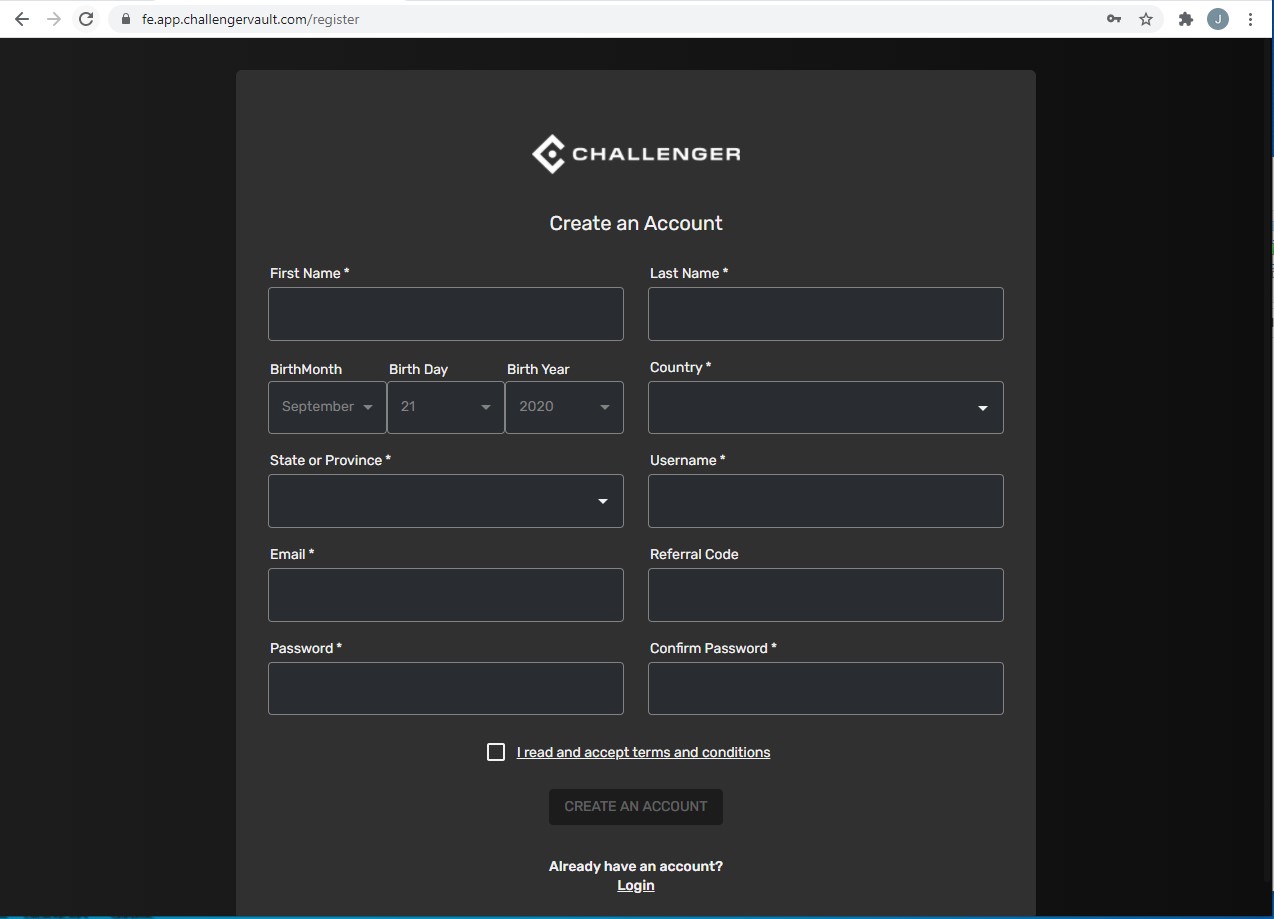 fe.app.challengervault.com/register
J
CHALLENGER
Create an Account
First Name * Last Name *
BirthMonth Birth Day Birth Year Country *
September 21 2020
State or Province * Username *
Email * Referral Code
Password * Confirm Password *
I read and accept terms and conditions
CREATE AN ACCOUNT
Already have an account?
Login